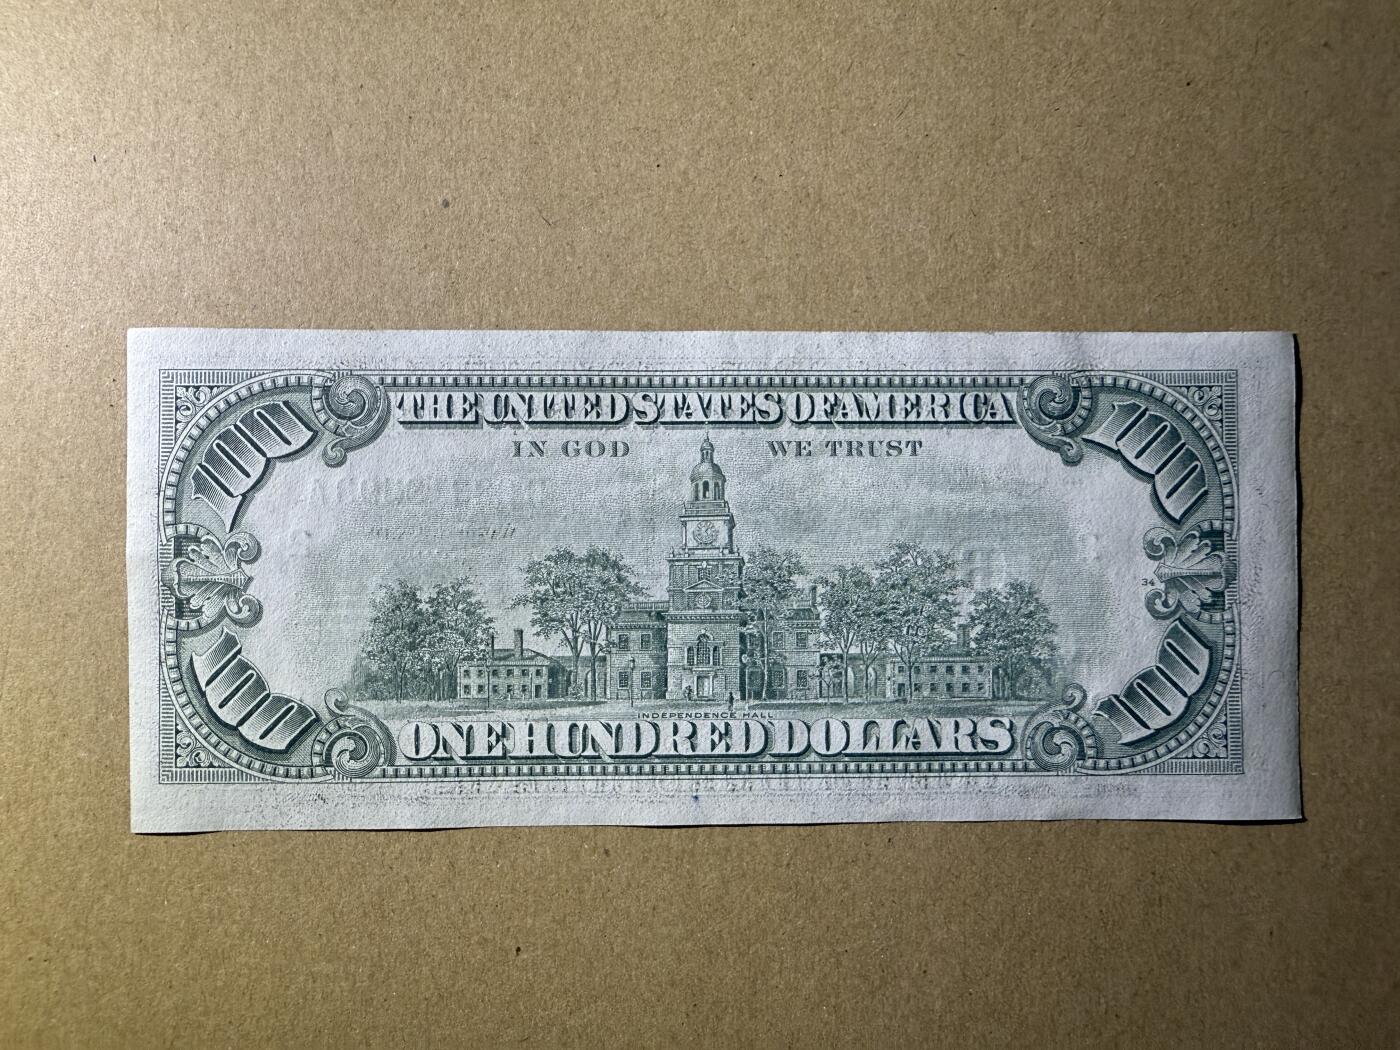 100 THE UNITED STATES OF AMERICA 100
IN GOD WE TRUST
34
INDEPENDENCE HALL
100 ONE HUNDRED DOLLARS 100